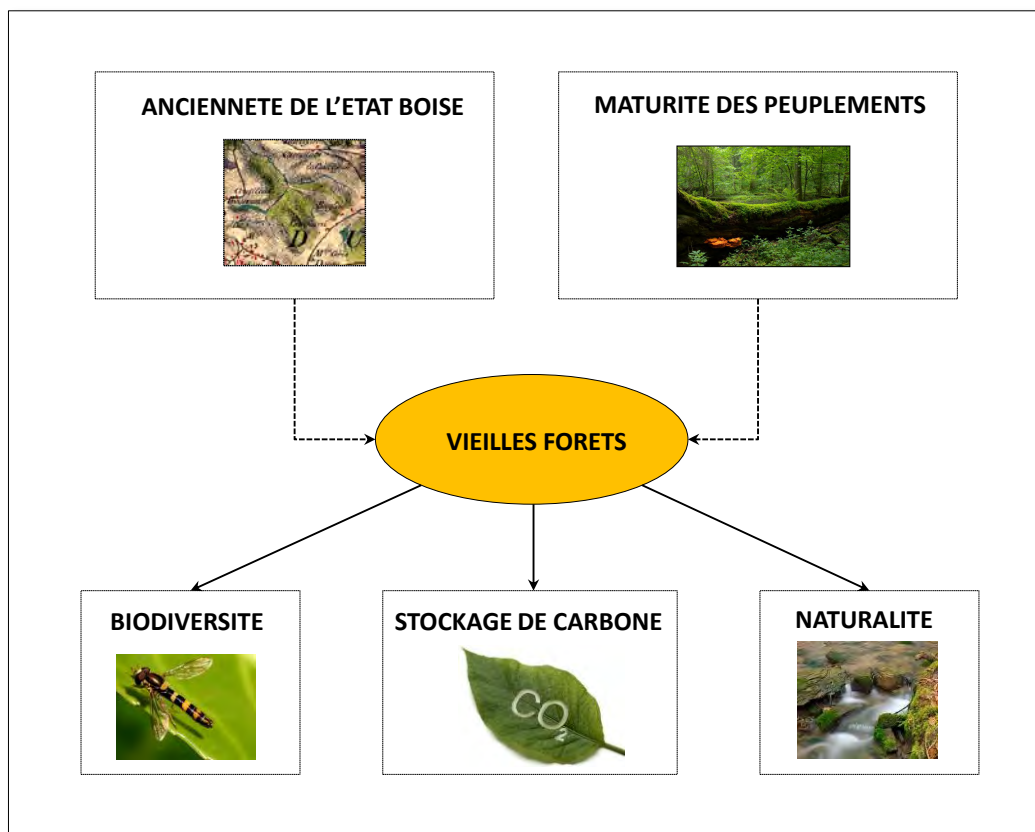 ANCIENNETE DE L’ETAT BOISE
MATURITE DES PEUPLEMENTS
D U
VIEILLES FORETS
BIODIVERSITE
STOCKAGE DE CARBONE
NATURALITE
CO2